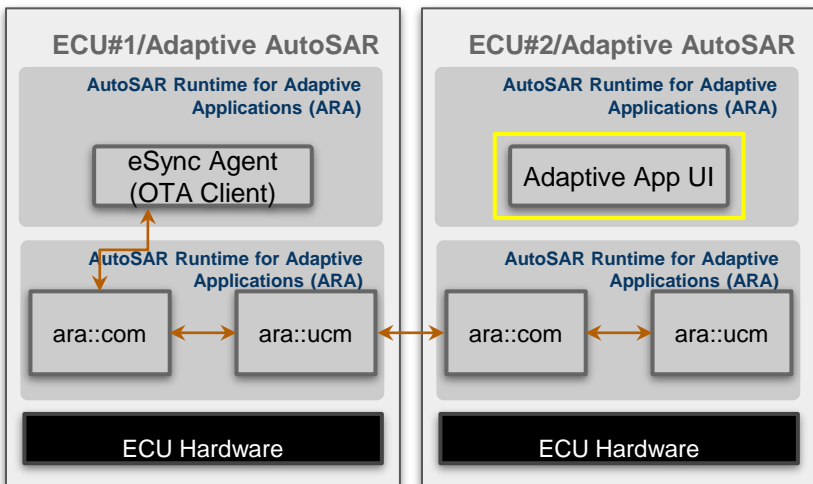 ECU#1/Adaptive AutoSAR
AutoSAR Runtime for Adaptive
Applications (ARA)
eSync Agent
(OTA Client)
AutoSAR Runtime for Adaptive
Applications (ARA)
ara::com
ara::ucm
ECU Hardware
ECU#2/Adaptive AutoSAR
AutoSAR Runtime for Adaptive
Applications (ARA)
Adaptive App UI
AutoSAR Runtime for Adaptive
Applications (ARA)
ara::com
ara::ucm
ECU Hardware